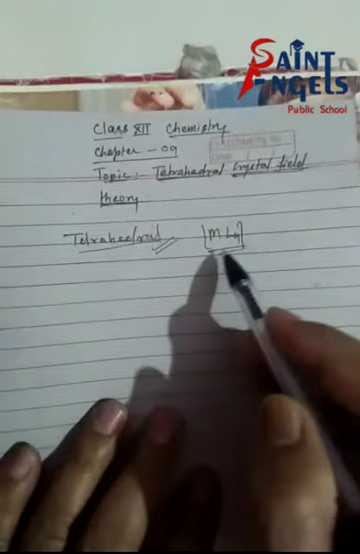 SAINT
ANGELS
Public School
Class XII Chemistry
Chapter - 09
Topic:- Tetrahedral Crystal field
theory
Tetrahedral [ML4]